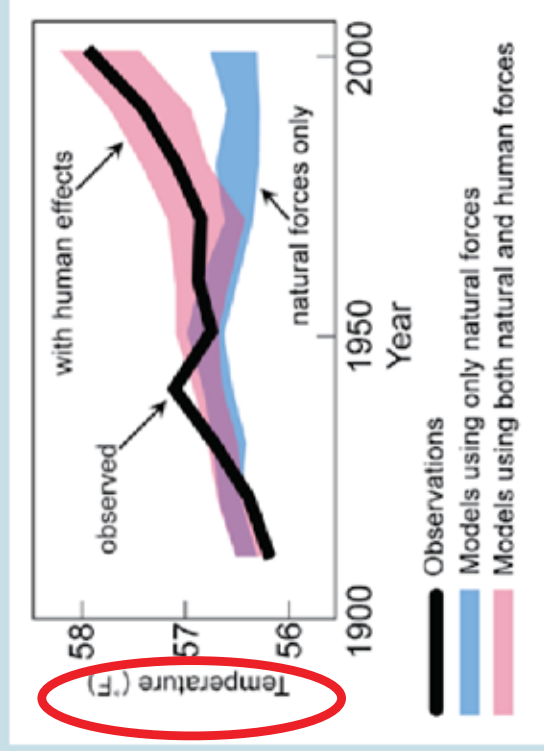 Temperature (°F)
58
57
56
with human effects
observed
natural forces only
1900
1950
2000
Year
Observations
Models using only natural forces
Models using both natural and human forces